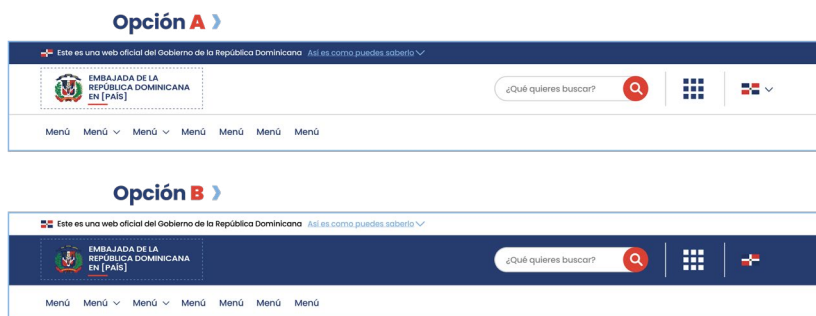 Opción A
Este es una web oficial del Gobierno de la República Dominicana Así es como puedes saberlo
EMBAJADA DE LA
REPÚBLICA DOMINICANA
EN [PAÍS]
¿Qué quieres buscar?
Menú Menú Menú Menú Menú Menú Menú
Opción B
Este es una web oficial del Gobierno de la República Dominicana Así es como puedes saberlo
EMBAJADA DE LA
REPÚBLICA DOMINICANA
EN [PAÍS]
¿Qué quieres buscar?
Menú Menú Menú Menú Menú Menú Menú